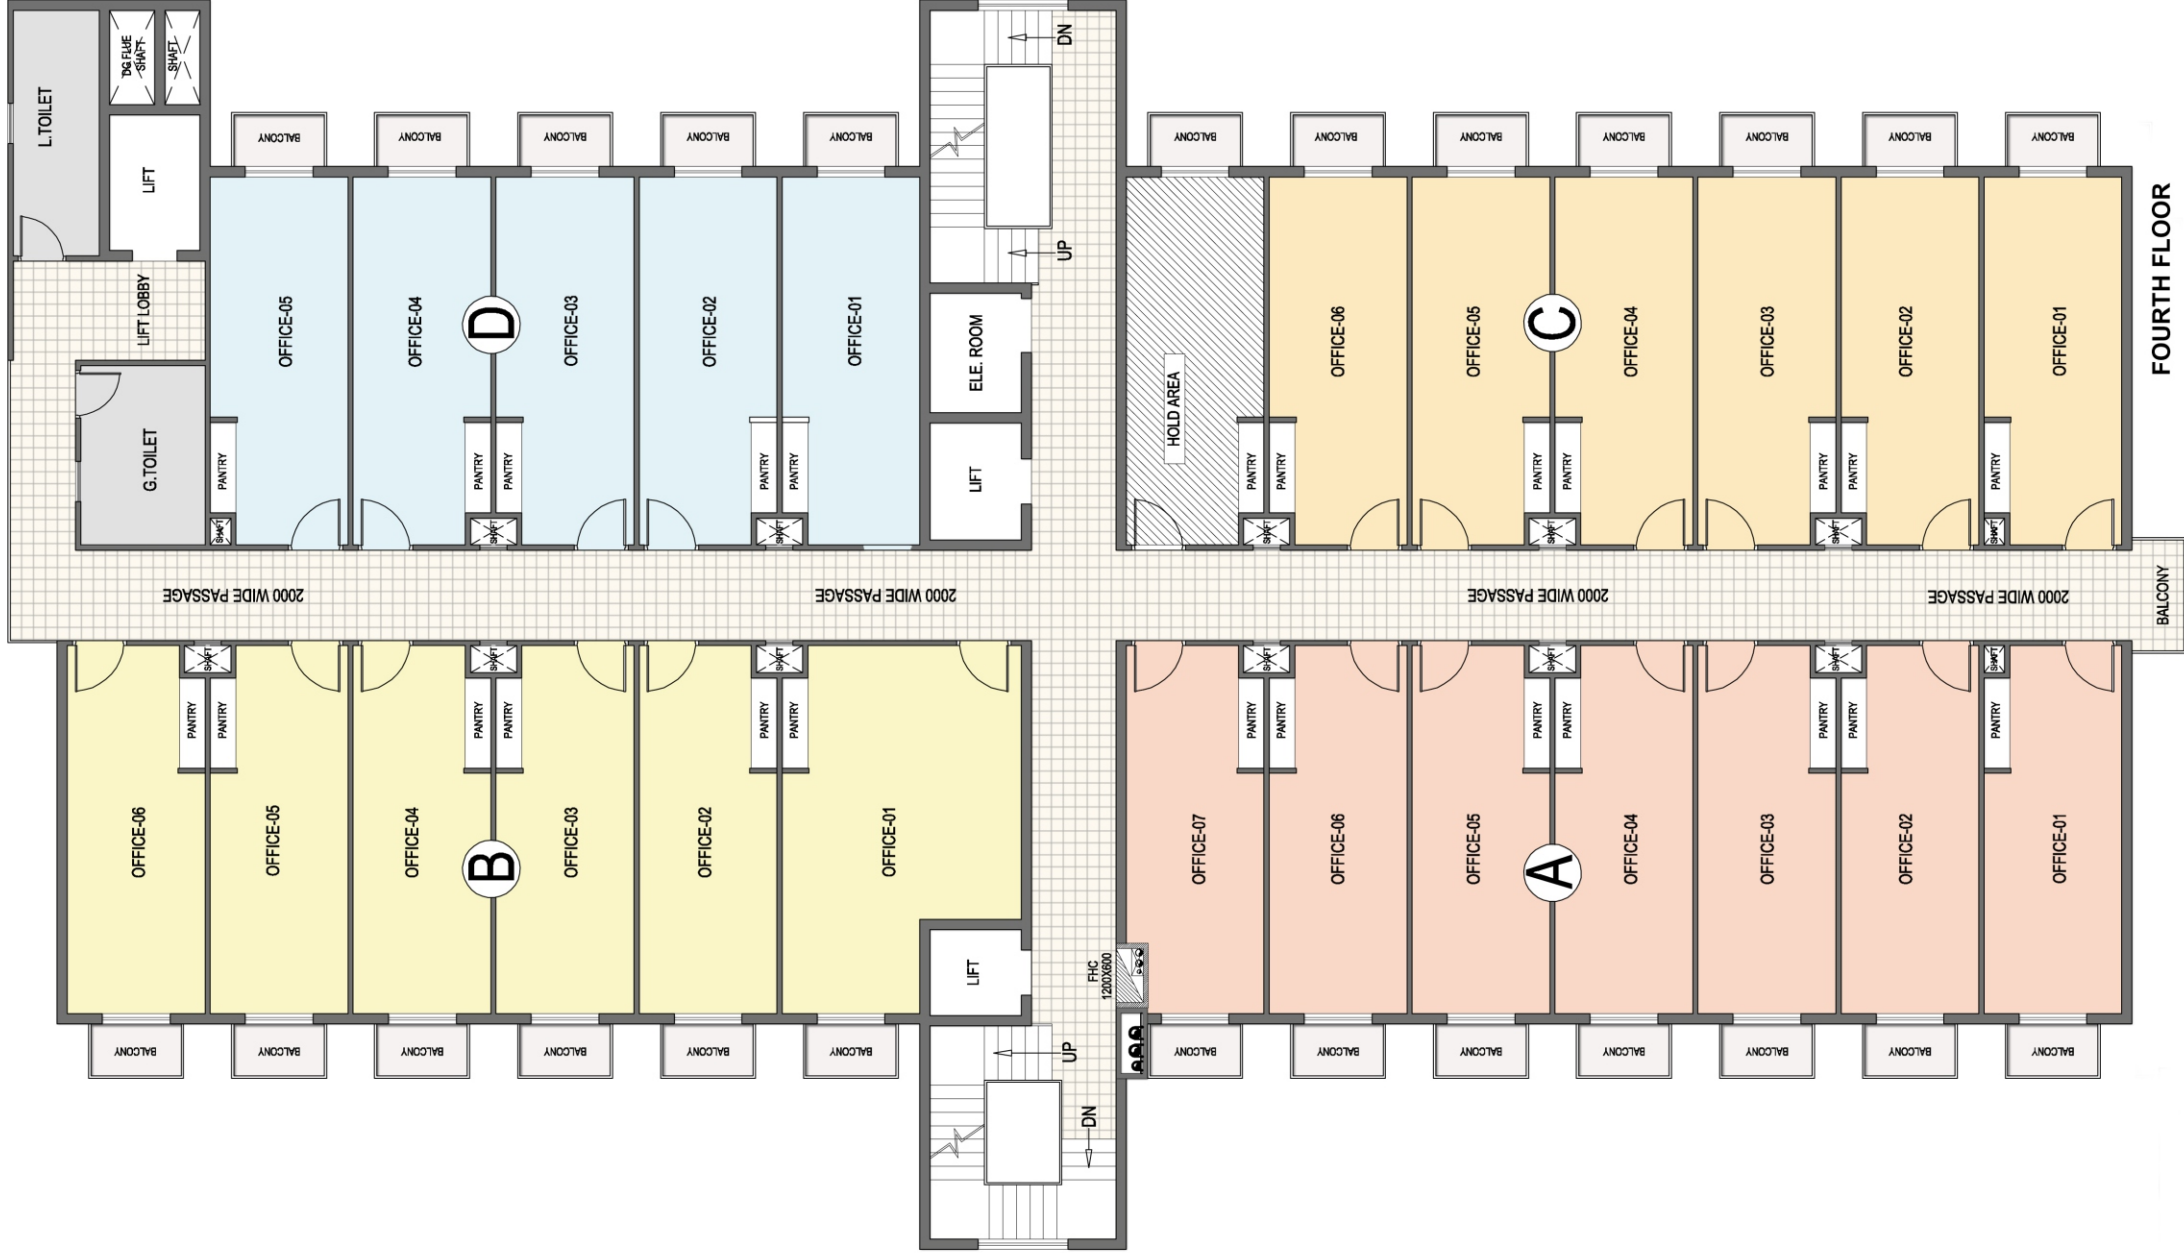 L.TOILET
DG.FLUE
SHAFT
SHAFT
LIFT
LIFT LOBBY
G.TOILET
BALCONY
BALCONY
BALCONY
BALCONY
BALCONY
OFFICE-05
OFFICE-04
OFFICE-03
OFFICE-02
OFFICE-01
D
PANTRY
PANTRY
PANTRY
PANTRY
PANTRY
SHAFT
SHAFT
SHAFT
DN
UP
ELE. ROOM
LIFT
BALCONY
BALCONY
BALCONY
BALCONY
BALCONY
BALCONY
BALCONY
HOLD AREA
OFFICE-06
OFFICE-05
OFFICE-04
OFFICE-03
OFFICE-02
OFFICE-01
C
PANTRY
PANTRY
PANTRY
PANTRY
PANTRY
PANTRY
PANTRY
SHAFT
SHAFT
SHAFT
SHAFT
FOURTH FLOOR
2000 WIDE PASSAGE
2000 WIDE PASSAGE
2000 WIDE PASSAGE
2000 WIDE PASSAGE
BALCONY
SHAFT
SHAFT
SHAFT
PANTRY
PANTRY
PANTRY
PANTRY
PANTRY
PANTRY
OFFICE-06
OFFICE-05
OFFICE-04
OFFICE-03
OFFICE-02
OFFICE-01
B
BALCONY
BALCONY
BALCONY
BALCONY
BALCONY
BALCONY
LIFT
UP
DN
FHC
1200X600
SHAFT
SHAFT
SHAFT
SHAFT
PANTRY
PANTRY
PANTRY
PANTRY
PANTRY
PANTRY
PANTRY
OFFICE-07
OFFICE-06
OFFICE-05
OFFICE-04
OFFICE-03
OFFICE-02
OFFICE-01
A
BALCONY
BALCONY
BALCONY
BALCONY
BALCONY
BALCONY
BALCONY